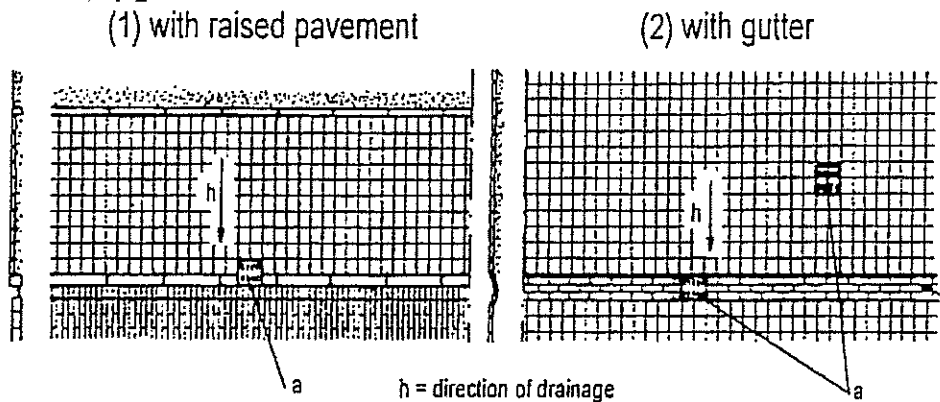 (1) with raised pavement
(2) with gutter
h
h
a
h = direction of drainage
a